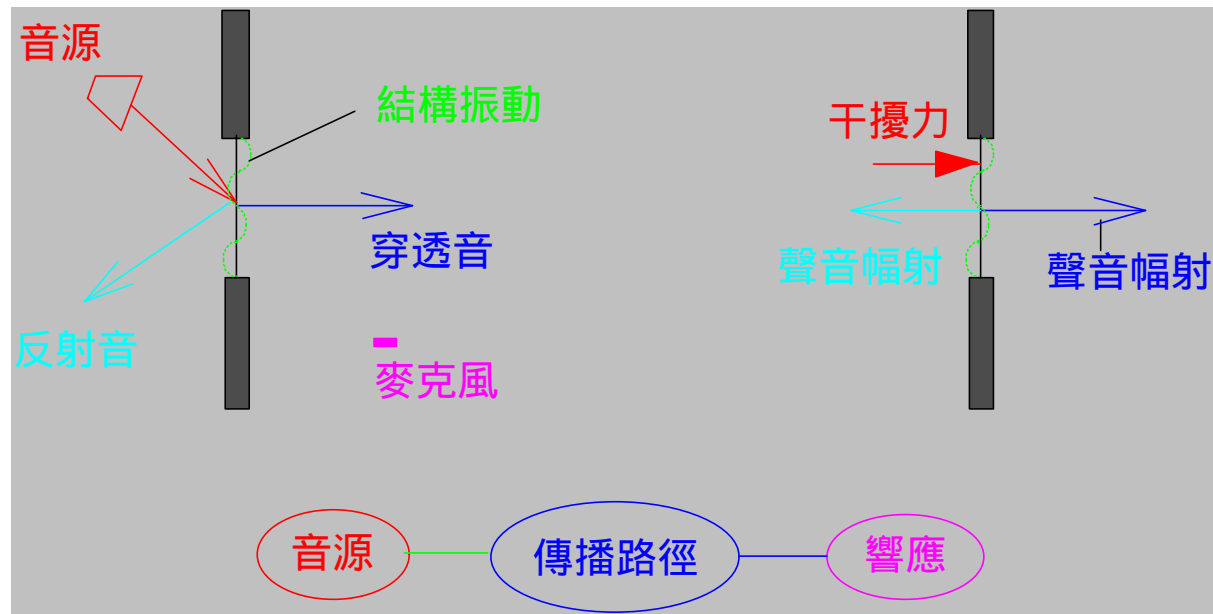 音源
結構振動
穿透音
反射音
麥克風
干擾力
聲音幅射
聲音幅射
音源
傳播路徑
響應